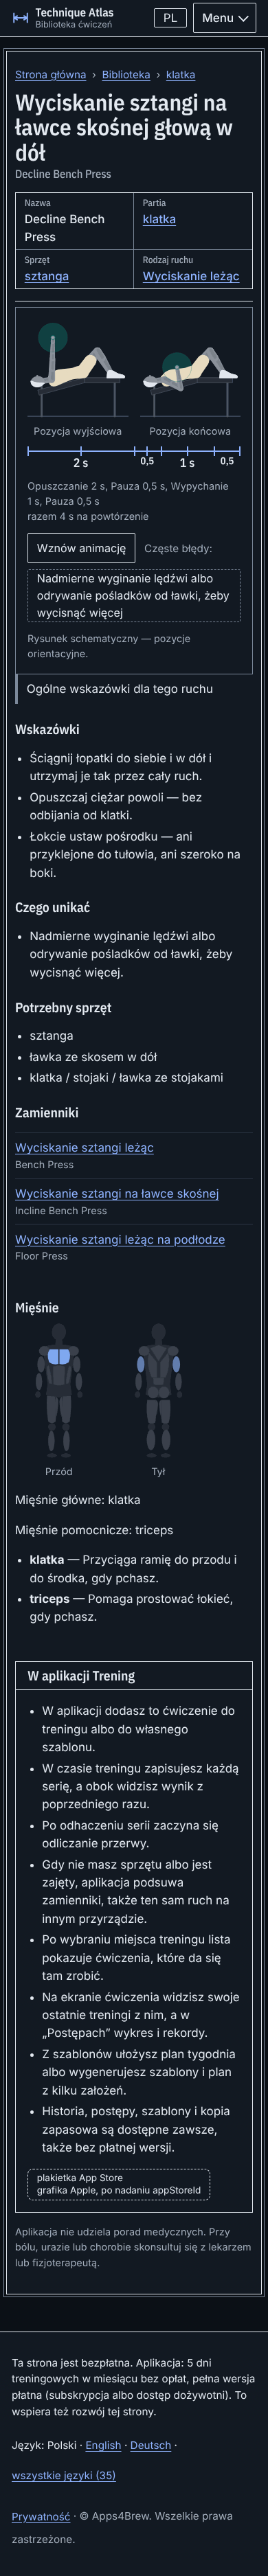 Technique Atlas
Biblioteka ćwiczeń
PL
Menu
Strona główna › Biblioteka › klatka
Wyciskanie sztangi na
ławce skośnej głową w
dół
Decline Bench Press
Nazwa
Decline Bench
Press
Partia
klatka
Sprzęt
sztanga
Rodzaj ruchu
Wyciskanie leżąc
Pozycja wyjściowa
Pozycja końcowa
2 s
0,5
1 s
0,5
Opuszczanie 2 s, Pauza 0,5 s, Wypychanie
1 s, Pauza 0,5 s
razem 4 s na powtórzenie
Wznów animację
Częste błędy:
Nadmierne wyginanie lędźwi albo
odrywanie pośladków od ławki, żeby
wycisnąć więcej
Rysunek schematyczny — pozycje
orientacyjne.
Ogólne wskazówki dla tego ruchu
Wskazówki
• Ściągnij łopatki do siebie i w dół i
utrzymaj je tak przez cały ruch.
• Opuszczaj ciężar powoli — bez
odbijania od klatki.
• Łokcie ustaw pośrodku — ani
przyklejone do tułowia, ani szeroko na
boki.
Czego unikać
• Nadmierne wyginanie lędźwi albo
odrywanie pośladków od ławki, żeby
wycisnąć więcej.
Potrzebny sprzęt
• sztanga
• ławka ze skosem w dół
• klatka / stojaki / ławka ze stojakami
Zamienniki
Wyciskanie sztangi leżąc
Bench Press
Wyciskanie sztangi na ławce skośnej
Incline Bench Press
Wyciskanie sztangi leżąc na podłodze
Floor Press
Mięśnie
Przód
Tył
Mięśnie główne: klatka
Mięśnie pomocnicze: triceps
• klatka — Przyciąga ramię do przodu i
do środka, gdy pchasz.
• triceps — Pomaga prostować łokieć,
gdy pchasz.
W aplikacji Trening
• W aplikacji dodasz to ćwiczenie do
treningu albo do własnego
szablonu.
• W czasie treningu zapisujesz każdą
serię, a obok widzisz wynik z
poprzedniego razu.
• Po odhaczeniu serii zaczyna się
odliczanie przerwy.
• Gdy nie masz sprzętu albo jest
zajęty, aplikacja podsuwa
zamienniki, także ten sam ruch na
innym przyrządzie.
• Po wybraniu miejsca treningu lista
pokazuje ćwiczenia, które da się
tam zrobić.
• Na ekranie ćwiczenia widzisz swoje
ostatnie treningi z nim, a w
„Postępach” wykres i rekordy.
• Z szablonów ułożysz plan tygodnia
albo wygenerujesz szablony i plan
z kilku założeń.
• Historia, postępy, szablony i kopia
zapasowa są dostępne zawsze,
także bez płatnej wersji.
plakietka App Store
grafika Apple, po nadaniu appStoreId
Aplikacja nie udziela porad medycznych. Przy
bólu, urazie lub chorobie skonsultuj się z lekarzem
lub fizjoterapeutą.
Ta strona jest bezpłatna. Aplikacja: 5 dni
treningowych w miesiącu bez opłat, pełna wersja
płatna (subskrypcja albo dostęp dożywotni). To
wspiera też rozwój tej strony.
Język: Polski · English · Deutsch ·
wszystkie języki (35)
Prywatność · © Apps4Brew. Wszelkie prawa
zastrzeżone.